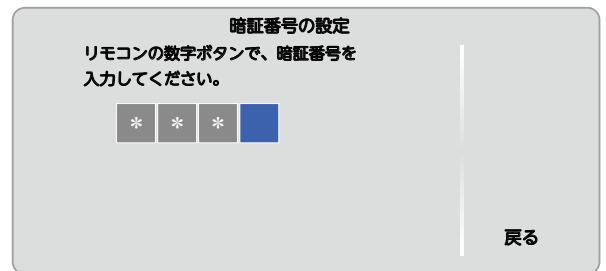 暗証番号の設定
リモコンの数字ボタンで、暗証番号を
入力してください。
* * *
戻る